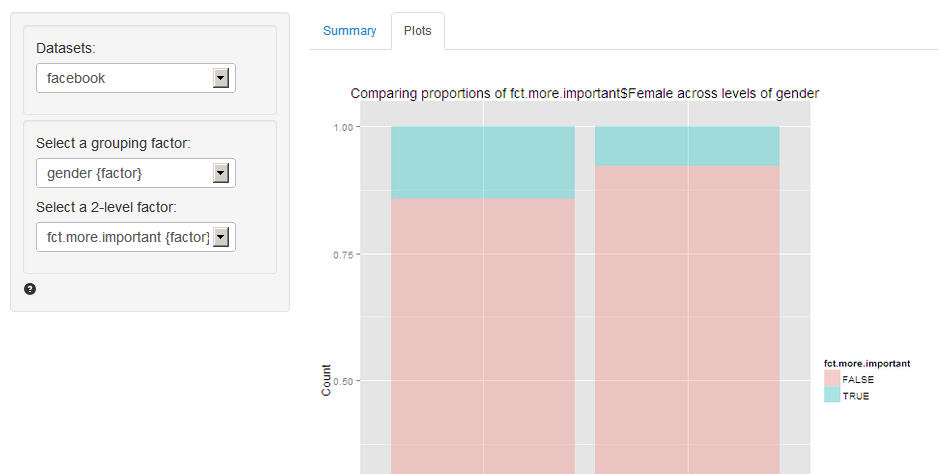 Datasets:
facebook
Select a grouping factor:
gender {factor}
Select a 2-level factor:
fct.more.important {factor}
?
Summary
Plots
Comparing proportions of fct.more.important$Female across levels of gender
1.00
0.75
0.50
Count
fct.more.important
FALSE
TRUE